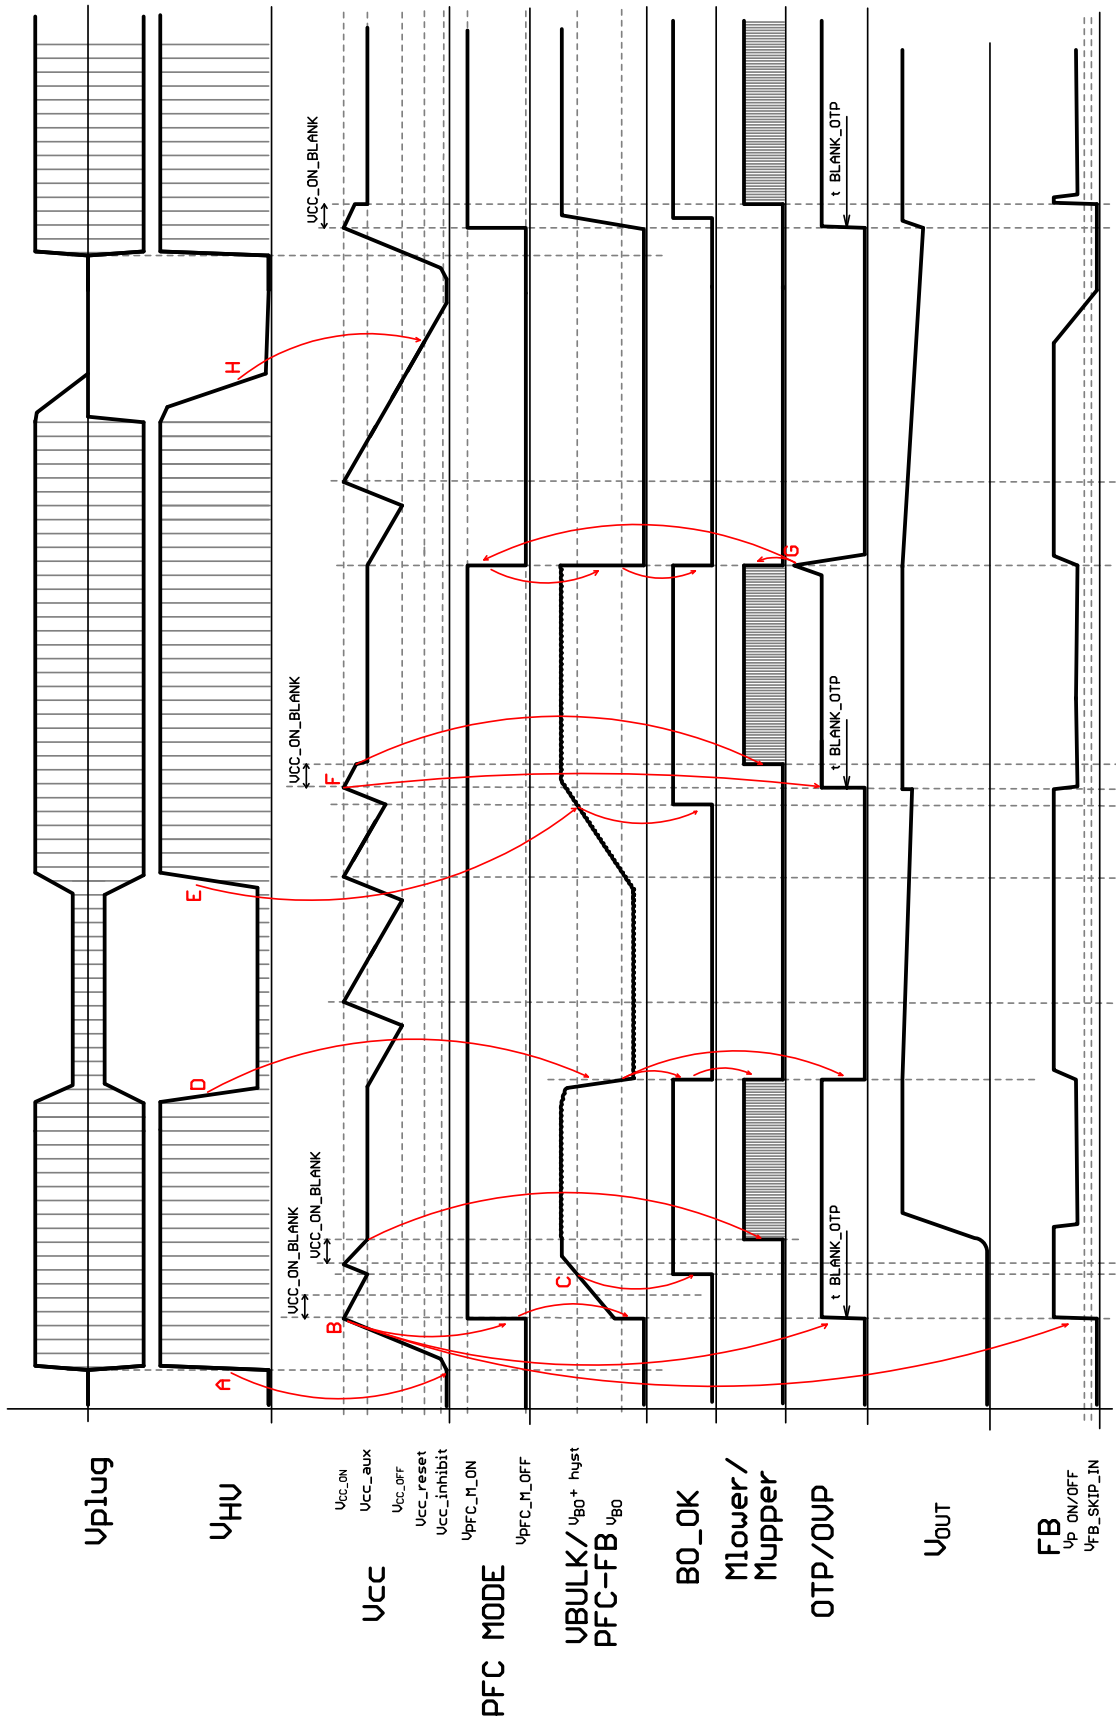 Vplug
VHV
Vcc
VCC_ON
Vcc_aux
VCC_OFF
Vcc_reset
Vcc_inhibit
PFC MODE
VPFC_M_ON
VPFC_M_OFF
VBULK/
PFC-FB
VBO+ hyst
VBO
BO_OK
Mlower/
Mupper
OTP/OVP
VOUT
FB
VP ON/OFF
VFB_SKIP_IN
A
B
C
D
E
F
G
H
VCC_ON_BLANK
VCC_ON_BLANK
VCC_ON_BLANK
VCC_ON_BLANK
t BLANK_OTP
t BLANK_OTP
t BLANK_OTP